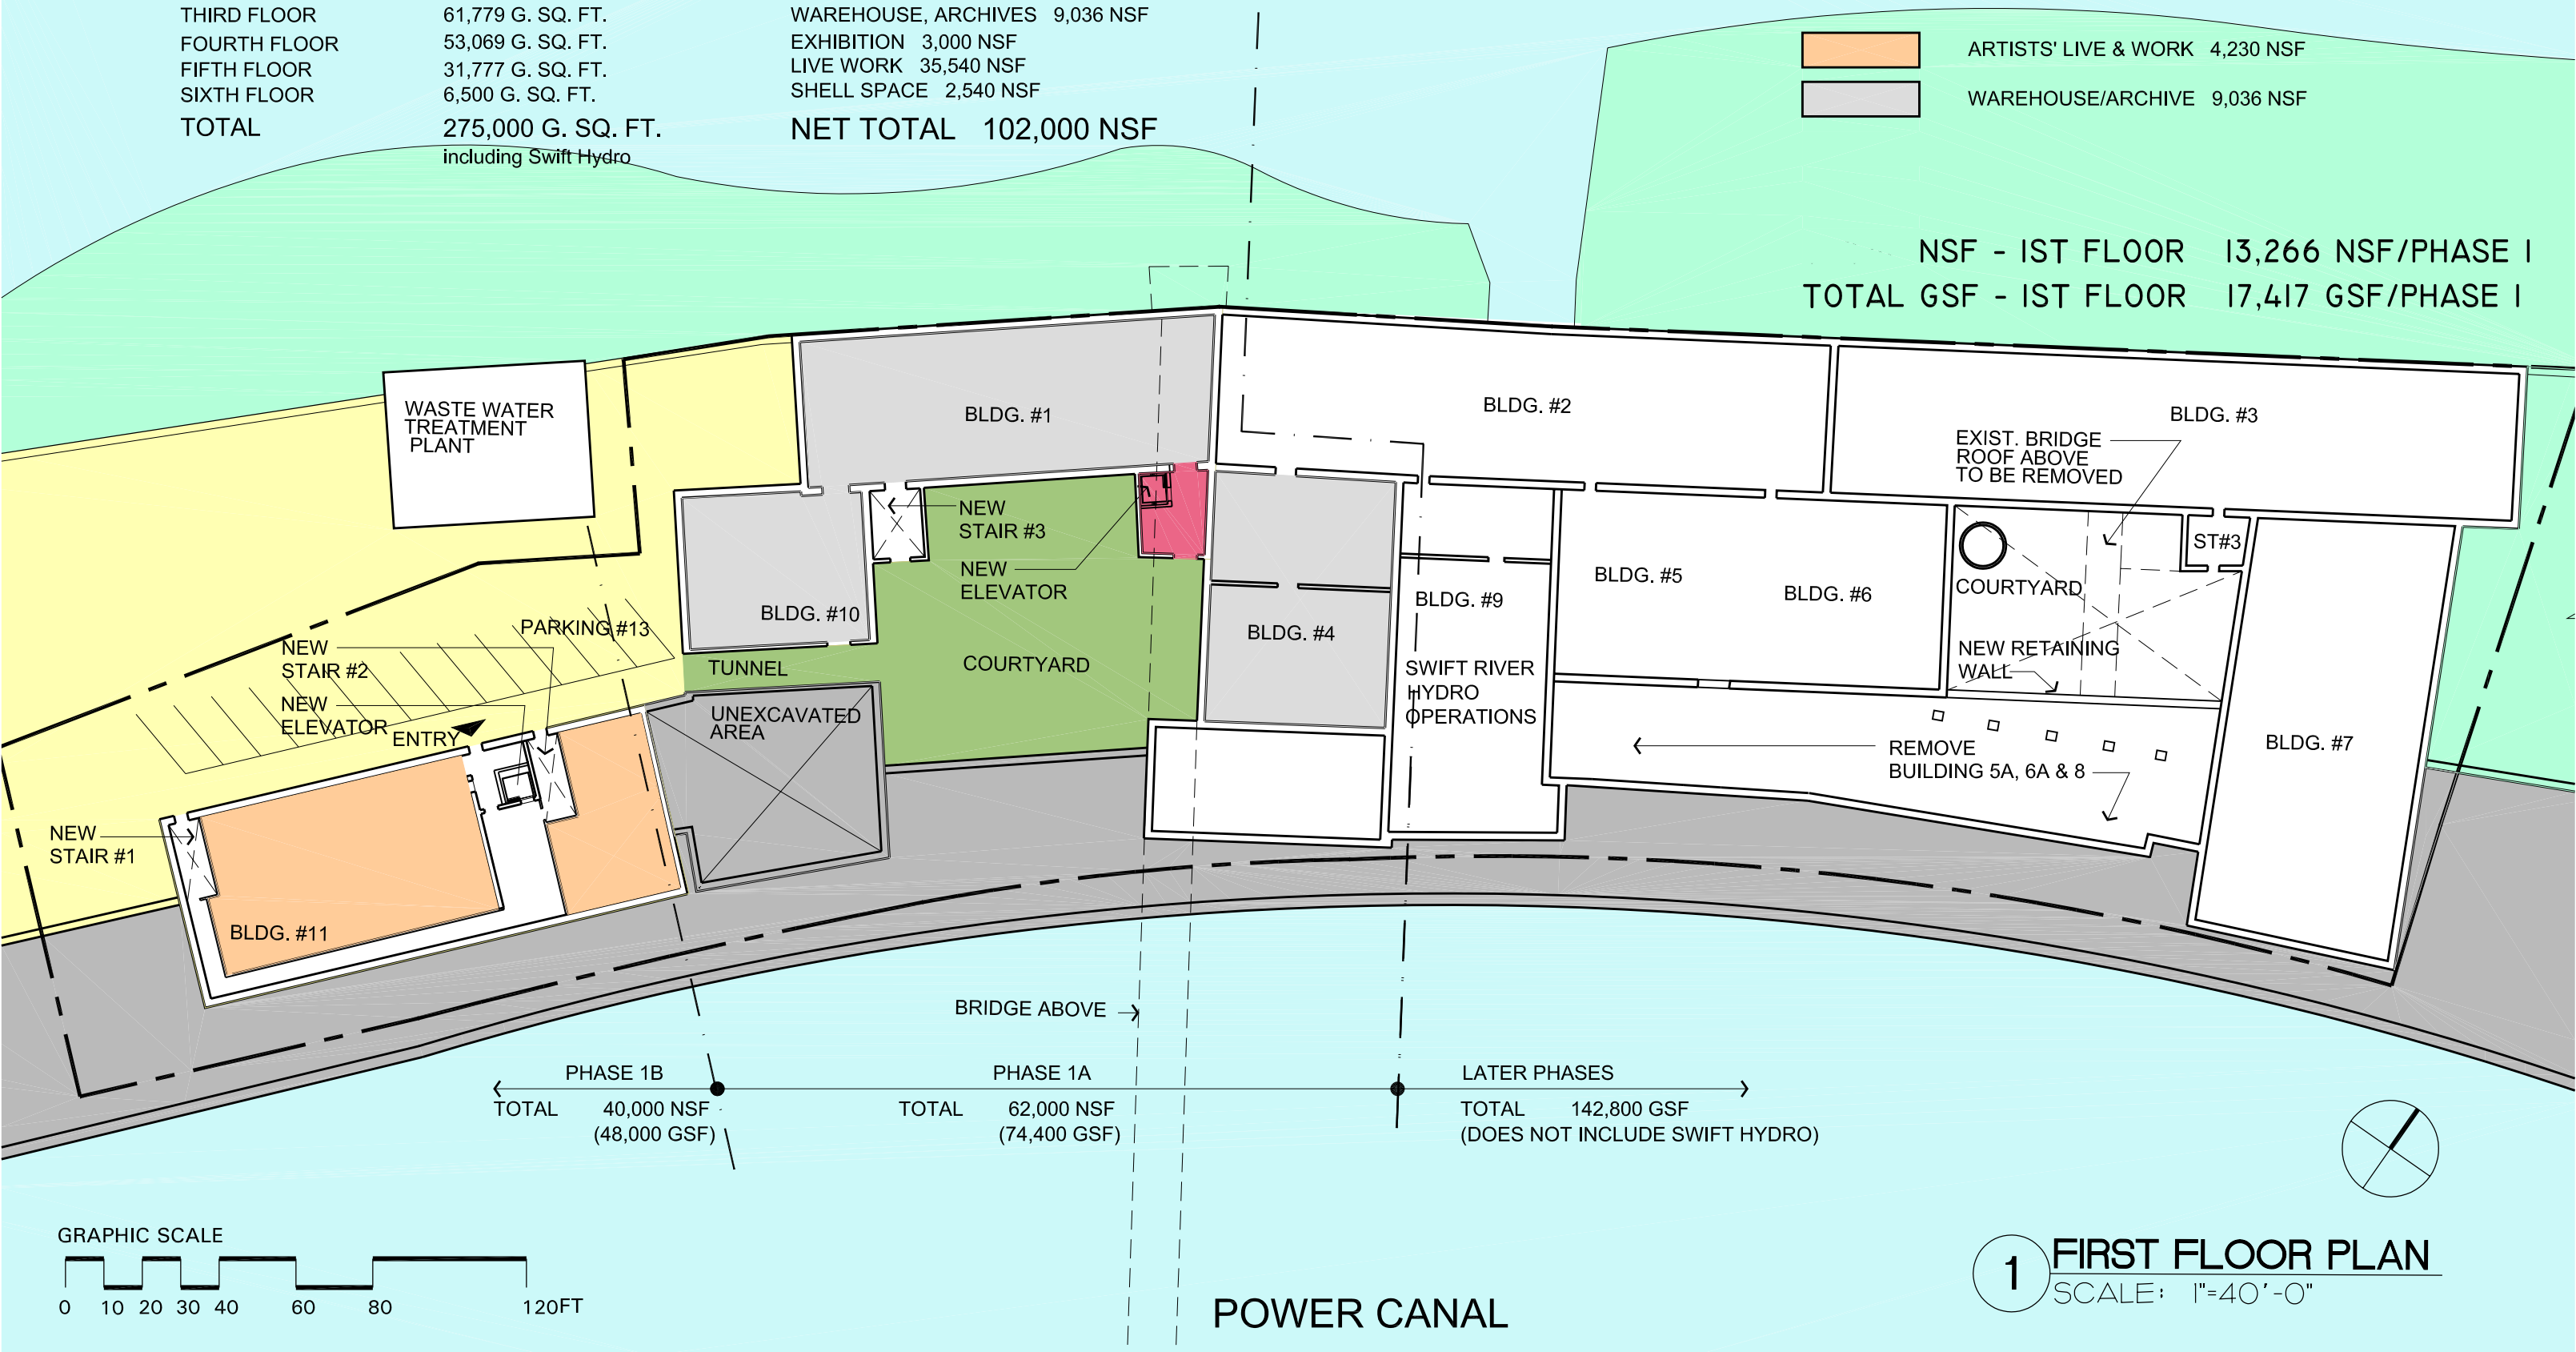 THIRD FLOOR 61,779 G. SQ. FT.
FOURTH FLOOR 53,069 G. SQ. FT.
FIFTH FLOOR 31,777 G. SQ. FT.
SIXTH FLOOR 6,500 G. SQ. FT.
TOTAL 275,000 G. SQ. FT.
including Swift Hydro
WAREHOUSE, ARCHIVES 9,036 NSF
EXHIBITION 3,000 NSF
LIVE WORK 35,540 NSF
SHELL SPACE 2,540 NSF
NET TOTAL 102,000 NSF
ARTISTS' LIVE & WORK 4,230 NSF
WAREHOUSE/ARCHIVE 9,036 NSF
NSF - 1ST FLOOR 13,266 NSF/PHASE 1
TOTAL GSF - 1ST FLOOR 17,417 GSF/PHASE 1
WASTE WATER
TREATMENT
PLANT
BLDG. #1
BLDG. #2
BLDG. #3
EXIST. BRIDGE
ROOF ABOVE
TO BE REMOVED
NEW
STAIR #3
NEW
ELEVATOR
ST#3
BLDG. #10
BLDG. #4
BLDG. #9
BLDG. #5
BLDG. #6
COURTYARD
PARKING #13
NEW
STAIR #2
NEW
ELEVATOR
ENTRY
TUNNEL
COURTYARD
SWIFT RIVER
HYDRO
OPERATIONS
NEW RETAINING
WALL
UNEXCAVATED
AREA
REMOVE
BUILDING 5A, 6A & 8
BLDG. #7
NEW
STAIR #1
BLDG. #11
BRIDGE ABOVE
PHASE 1B
TOTAL 40,000 NSF
(48,000 GSF)
PHASE 1A
TOTAL 62,000 NSF
(74,400 GSF)
LATER PHASES
TOTAL 142,800 GSF
(DOES NOT INCLUDE SWIFT HYDRO)
GRAPHIC SCALE
0 10 20 30 40 60 80 120FT
POWER CANAL
1 FIRST FLOOR PLAN
SCALE: 1"=40'-0"